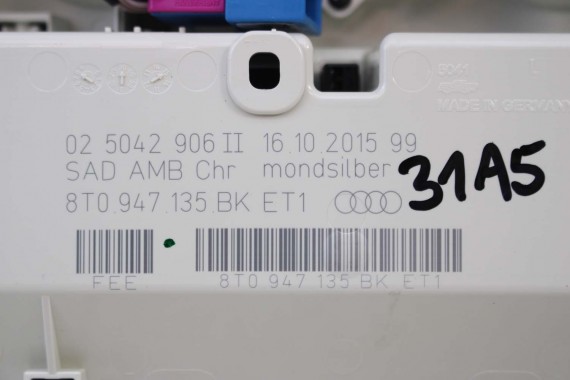 5041
MADE IN GERMANY
02 5042 906 II 16.10.2015 99
SAD AMB Chr mondsilber
31A5
8T0.947.135.BK ET1
FEE
8T0 947 135 BK ET1